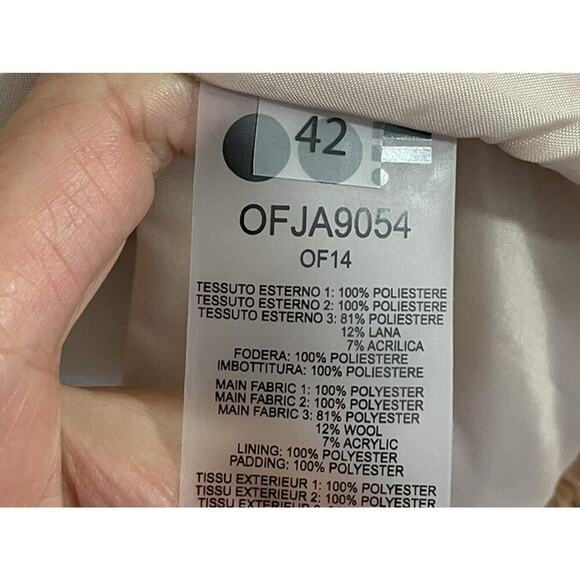 42
OFJA9054
OF14
TESSUTO ESTERNO 1: 100% POLIESTERE
TESSUTO ESTERNO 2: 100% POLIESTERE
TESSUTO ESTERNO 3: 81% POLIESTERE
12% LANA
7% ACRILICA
FODERA: 100% POLIESTERE
IMBOTTITURA: 100% POLIESTERE
MAIN FABRIC 1: 100% POLYESTER
MAIN FABRIC 2: 100% POLYESTER
MAIN FABRIC 3: 81% POLYESTER
12% WOOL
7% ACRYLIC
LINING: 100% POLYESTER
PADDING: 100% POLYESTER
TISSU EXTERIEUR 1: 100% POLYESTER
TISSU EXTERIEUR 2: 100% POLYESTER